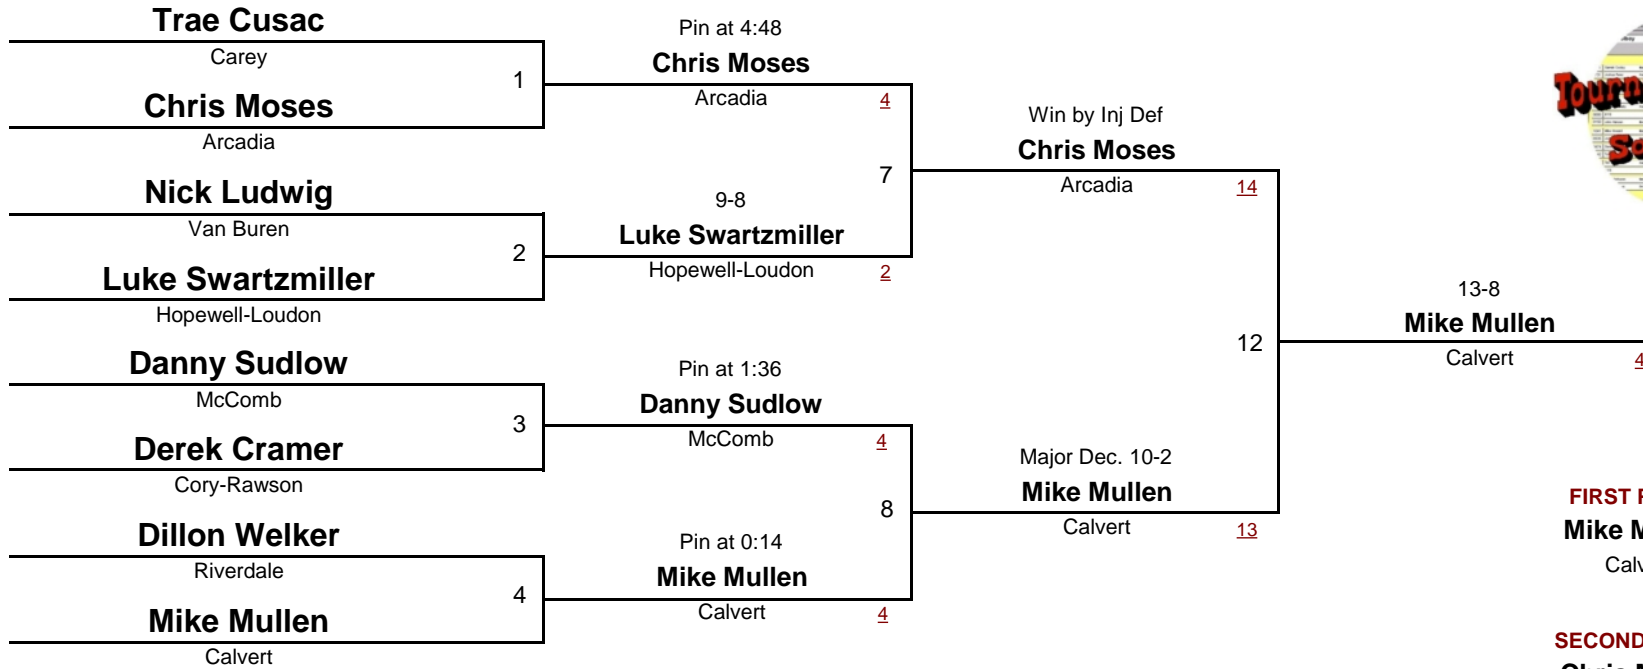 Trae Cusac
Carey
1
Chris Moses
Arcadia
Nick Ludwig
Van Buren
2
Luke Swartzmiller
Hopewell-Loudon
Danny Sudlow
McComb
3
Derek Cramer
Cory-Rawson
Dillon Welker
Riverdale
4
Mike Mullen
Calvert
Pin at 4:48
Chris Moses
Arcadia
4
7
9-8
Luke Swartzmiller
Hopewell-Loudon
2
Pin at 1:36
Danny Sudlow
McComb
4
8
Pin at 0:14
Mike Mullen
Calvert
4
Win by Inj Def
Chris Moses
Arcadia
14
12
Major Dec. 10-2
Mike Mullen
Calvert
13
13-8
Mike Mullen
Calvert
4
FIRST
Mike
SECOND